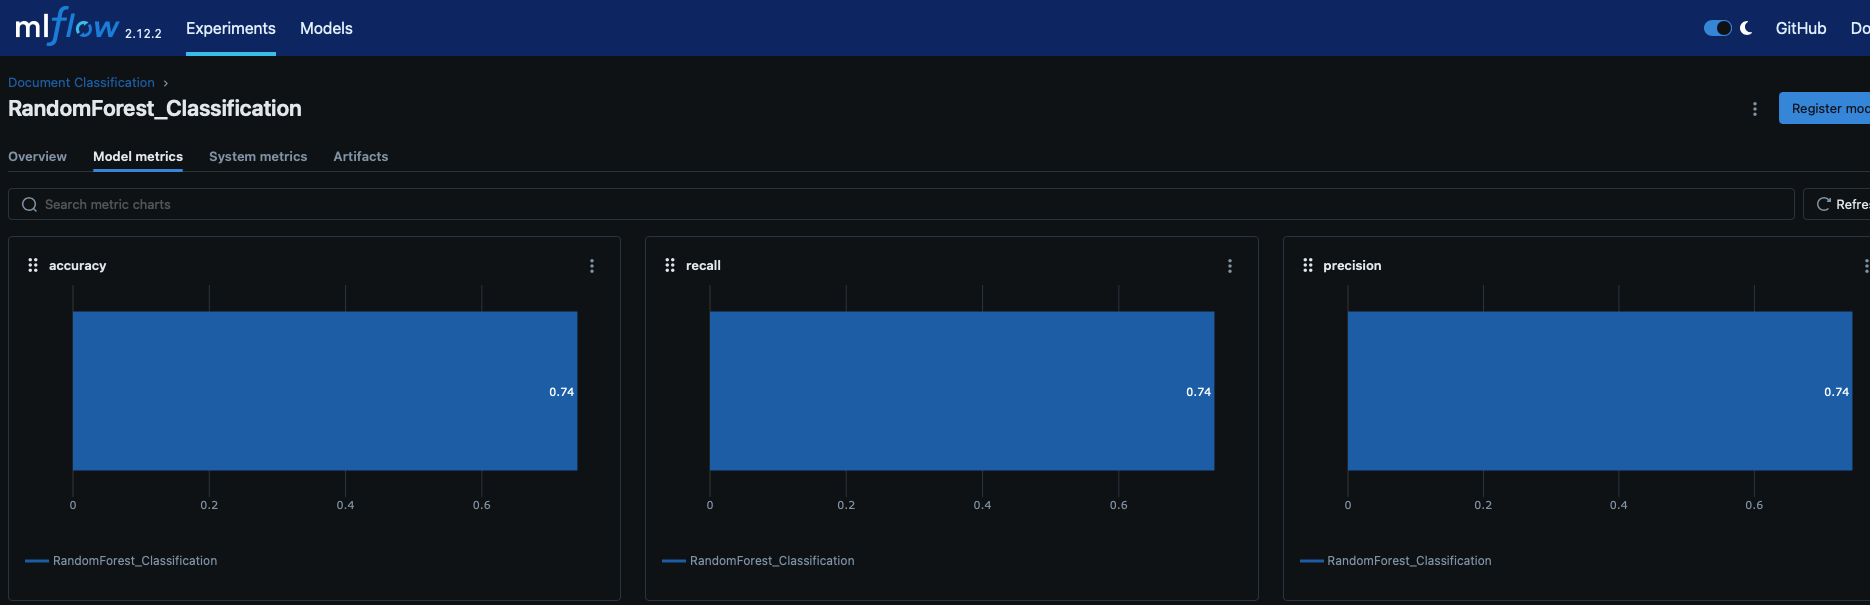 mlflow 2.12.2 Experiments Models GitHub Do
Document Classification ›
RandomForest_Classification
Register mod
Overview Model metrics System metrics Artifacts
Search metric charts
Refre
accuracy recall precision
0.74 0.74 0.74
0 0.2 0.4 0.6 0 0.2 0.4 0.6 0 0.2 0.4 0.6
RandomForest_Classification RandomForest_Classification RandomForest_Classification